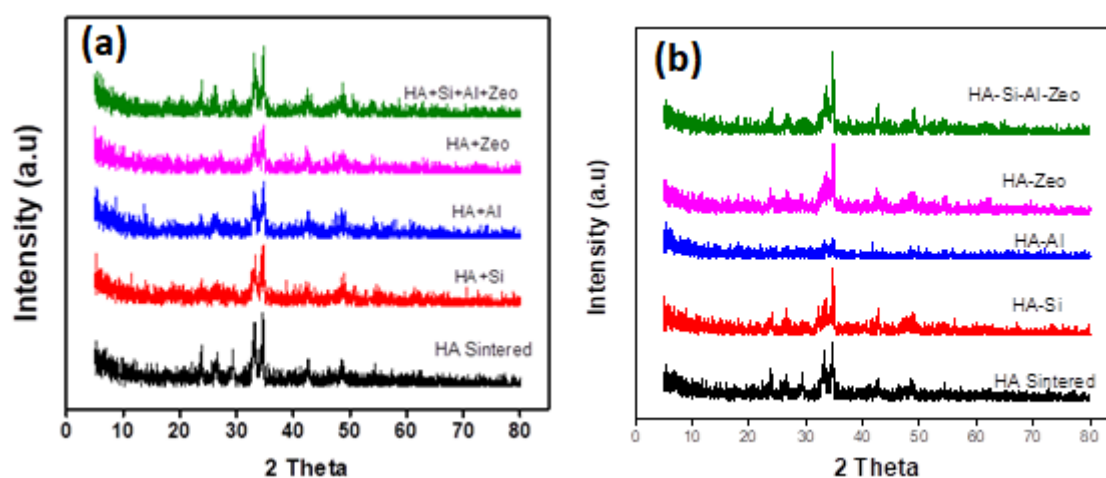 (a)
HA+Si+Al+Zeo
HA+Zeo
HA+Al
HA+Si
HA Sintered
Intensity (a.u)
0 10 20 30 40 50 60 70 80
2 Theta
(b)
HA-Si-Al-Zeo
HA-Zeo
HA-Al
HA-Si
HA Sintered
Intensity (a.u)
0 10 20 30 40 50 60 70 80
2 Theta